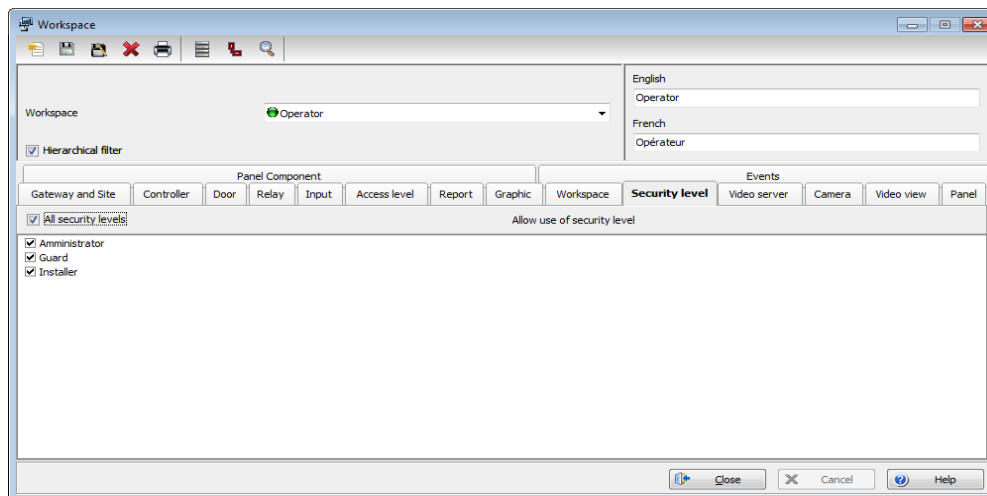 Workspace
English
Operator
Workspace
Operator
French
Opérateur
Hierarchical filter
Panel Component
Events
Gateway and Site
Controller
Door
Relay
Input
Access level
Report
Graphic
Workspace
Security level
Video server
Camera
Video view
Panel
All security levels
Allow use of security level
Amministrator
Guard
Installer
Close
Cancel
Help